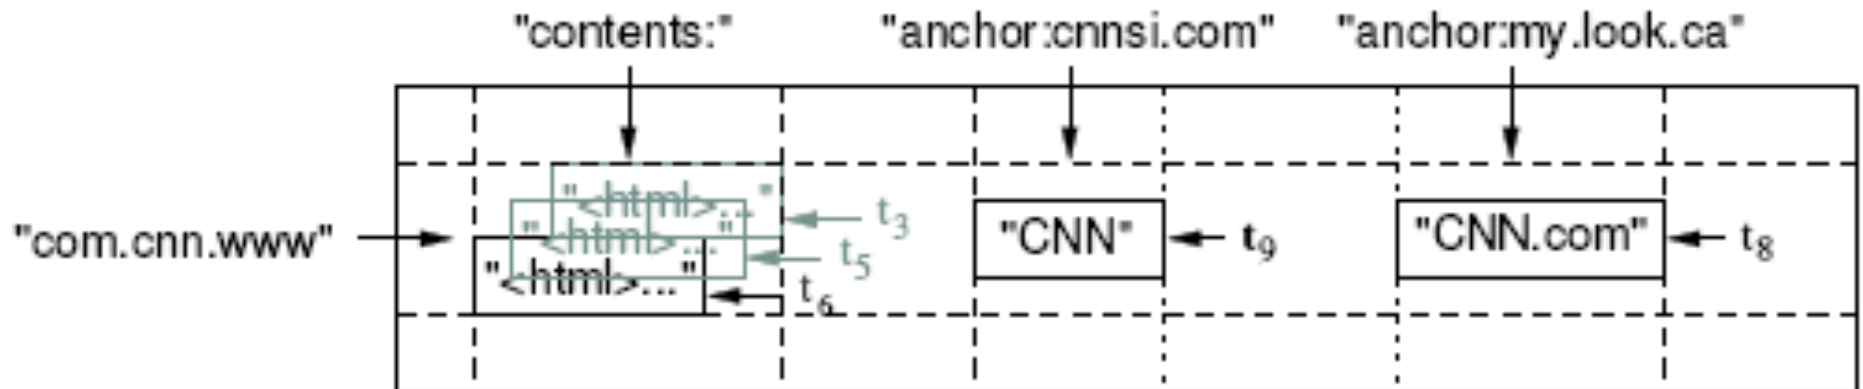 "contents:" "anchor:cnnsi.com" "anchor:my.look.ca"
"<html>..."
t3
"com.cnn.www"
"<html>..."
"CNN"
t9
"CNN.com"
t8
t5
"<html>..."
t6